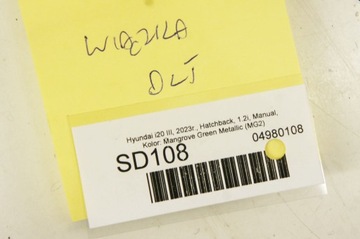 WIĄZKA
DLJ
Hyundai i20 III, 2023r., Hatchback, 1.2i, Manual,
Kolor: Mangrove Green Metallic (MG2)
SD108
04980108